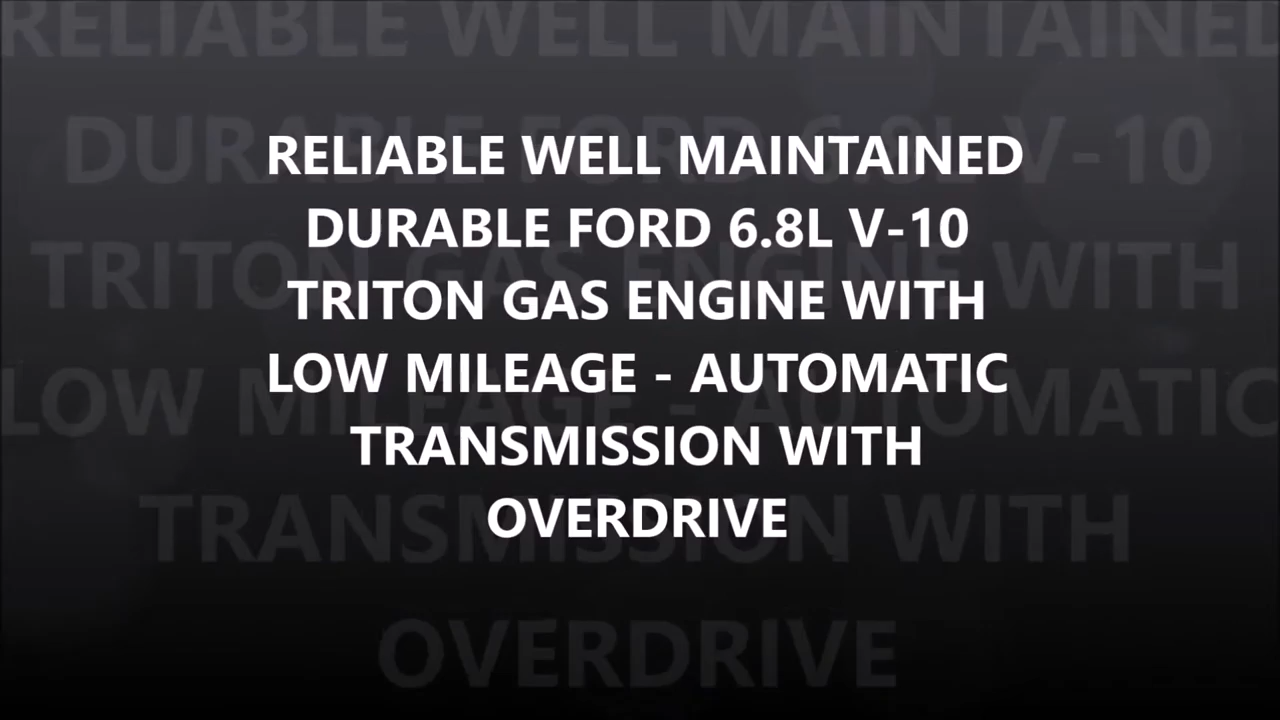 RELIABLE WELL MAINTAINED
DURABLE FORD 6.8L V-10
TRITON GAS ENGINE WITH
LOW MILEAGE - AUTOMATIC
TRANSMISSION WITH
OVERDRIVE